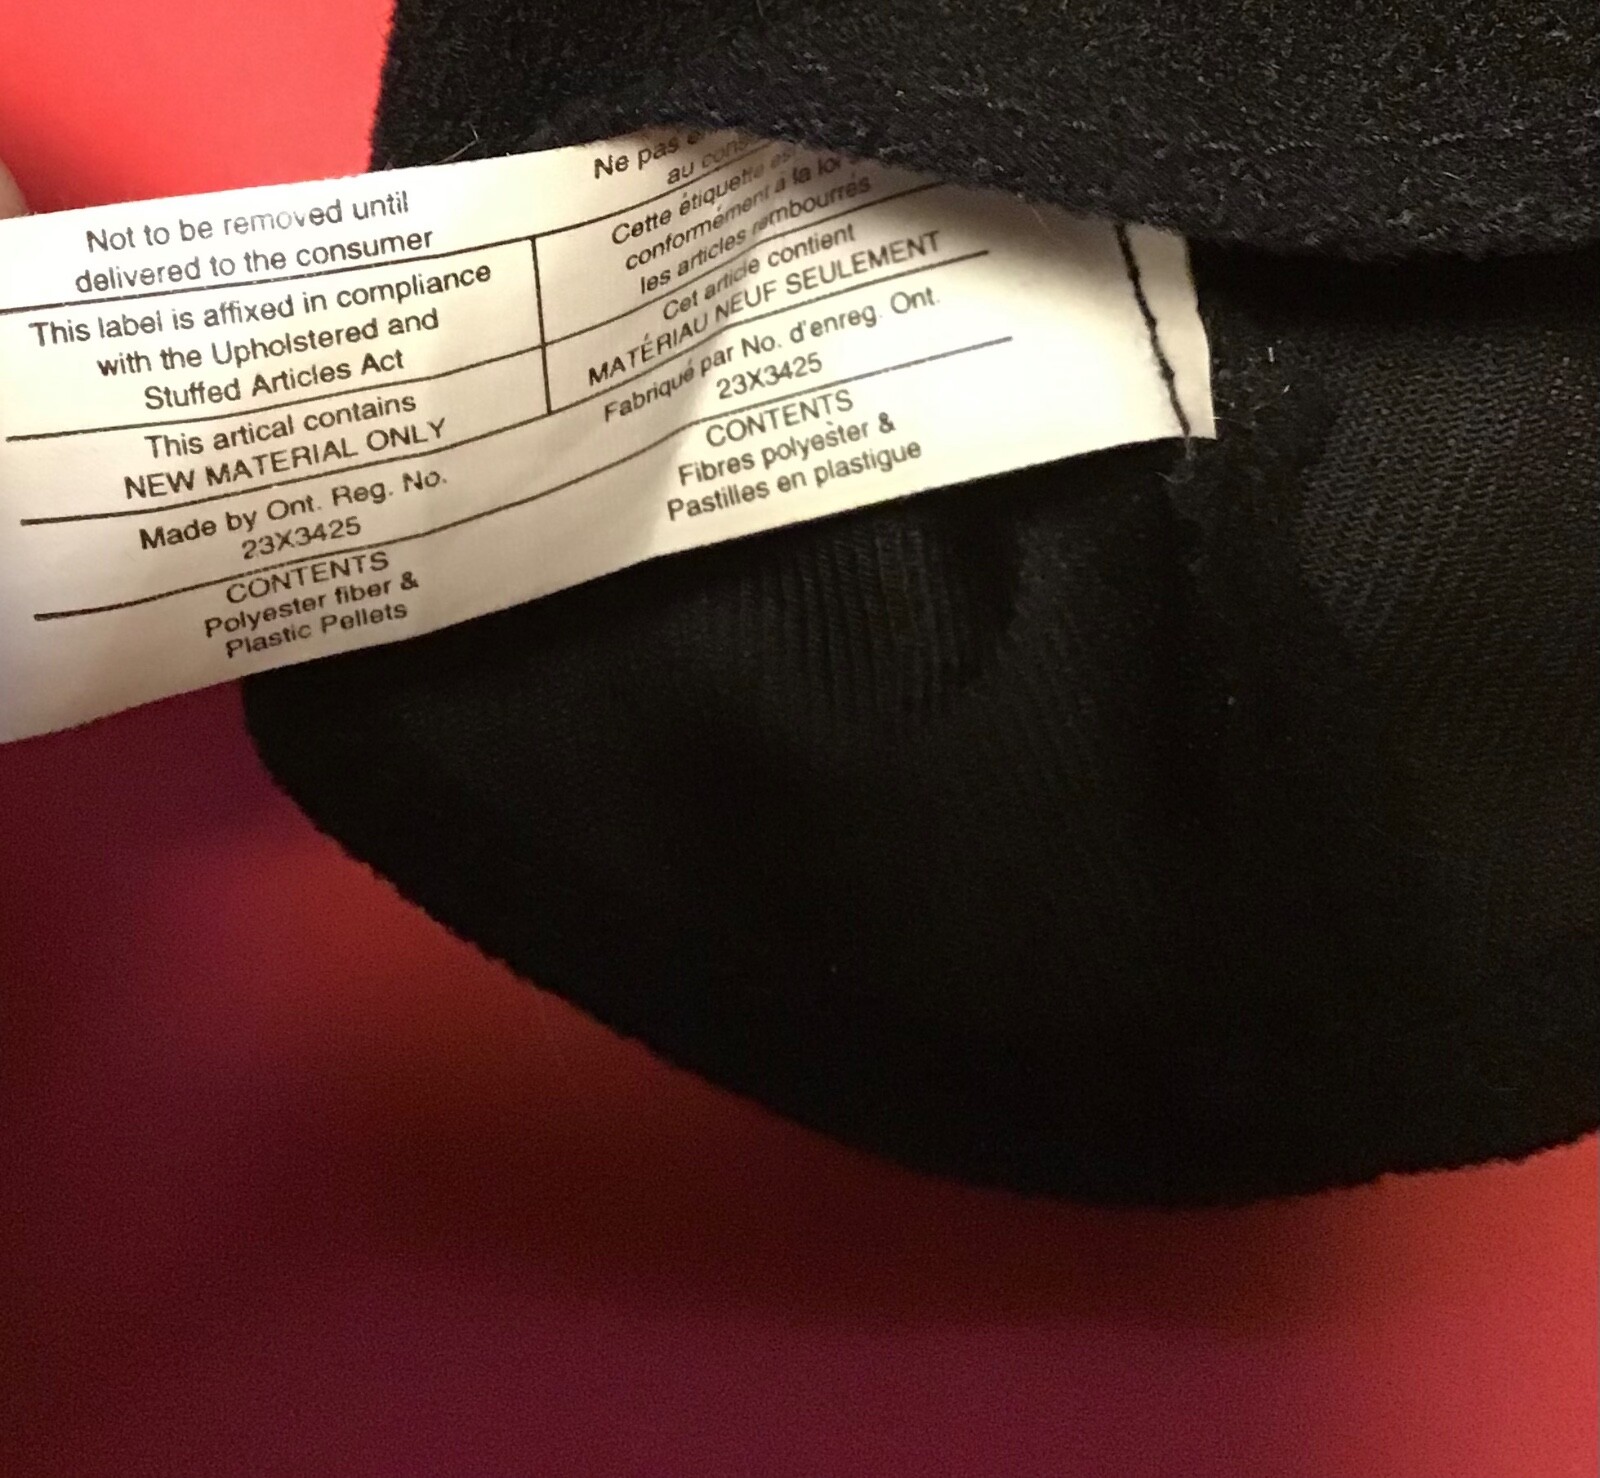 Not to be removed until
delivered to the consumer
This label is affixed in compliance
with the Upholstered and
Stuffed Articles Act
This artical contains
NEW MATERIAL ONLY
Made by Ont. Reg. No.
23X3425
CONTENTS
Polyester fiber &
Plastic Pellets
Ne pas
au
Cette étiquette
conformément à la loi
les articles rembourrés
Cet article contient
MATÉRIAU NEUF SEULEMENT
Fabriqué par No. d'enreg. Ont.
23X3425
CONTENTS
Fibres polyester &
Pastilles en plastigue